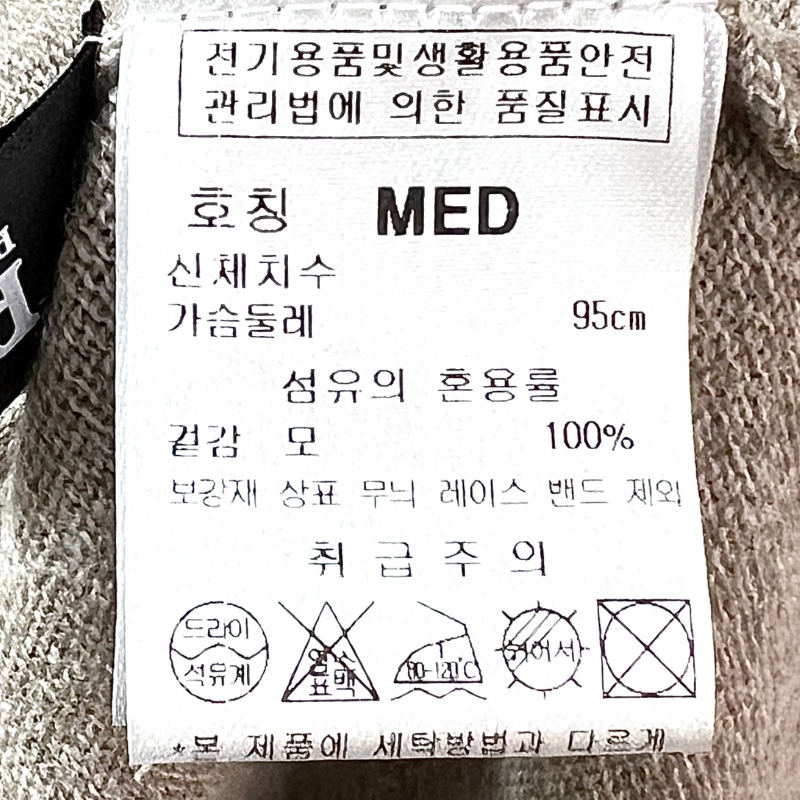 전기용품및생활용품안전
관리법에 의한 품질표시
호칭 MED
신체치수
가슴둘레 95cm
섬유의 혼용률
겉감 모 100%
보강재 상표 무늬 레이스 밴드 제외
취급주의
드라이
석유계
염소
표백
80-120℃
뉘어서
*본 제품에 세탁방법과 다르게